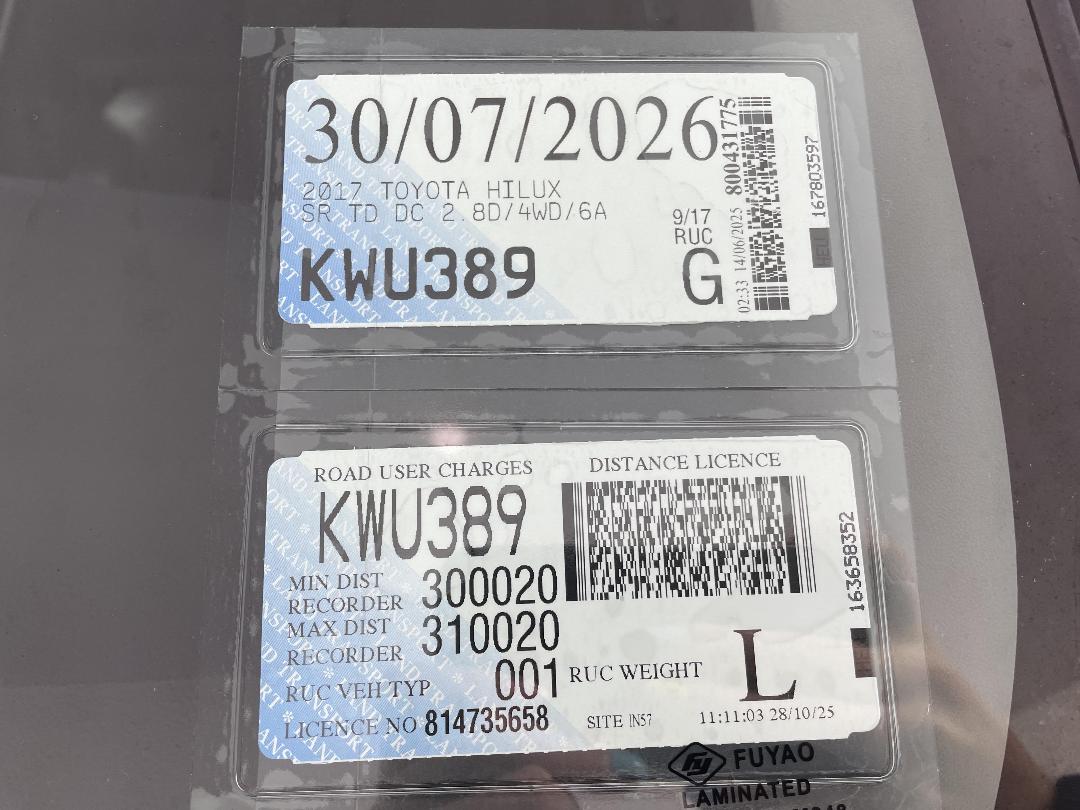 30/07/2026
2017 TOYOTA HILUX
SR TD DC 2.8D/4WD/6A
9/17
RUC
KWU389
G
02:33 14/06/2025 800431775
167803597
ROAD USER CHARGES
DISTANCE LICENCE
KWU389
MIN DIST
RECORDER 300020
MAX DIST
RECORDER 310020
RUC VEH TYP 001
RUC WEIGHT L
LICENCE NO 814735658
SITE IN57
11:11:03 28/10/25
163658352
FUYAO
LAMINATED